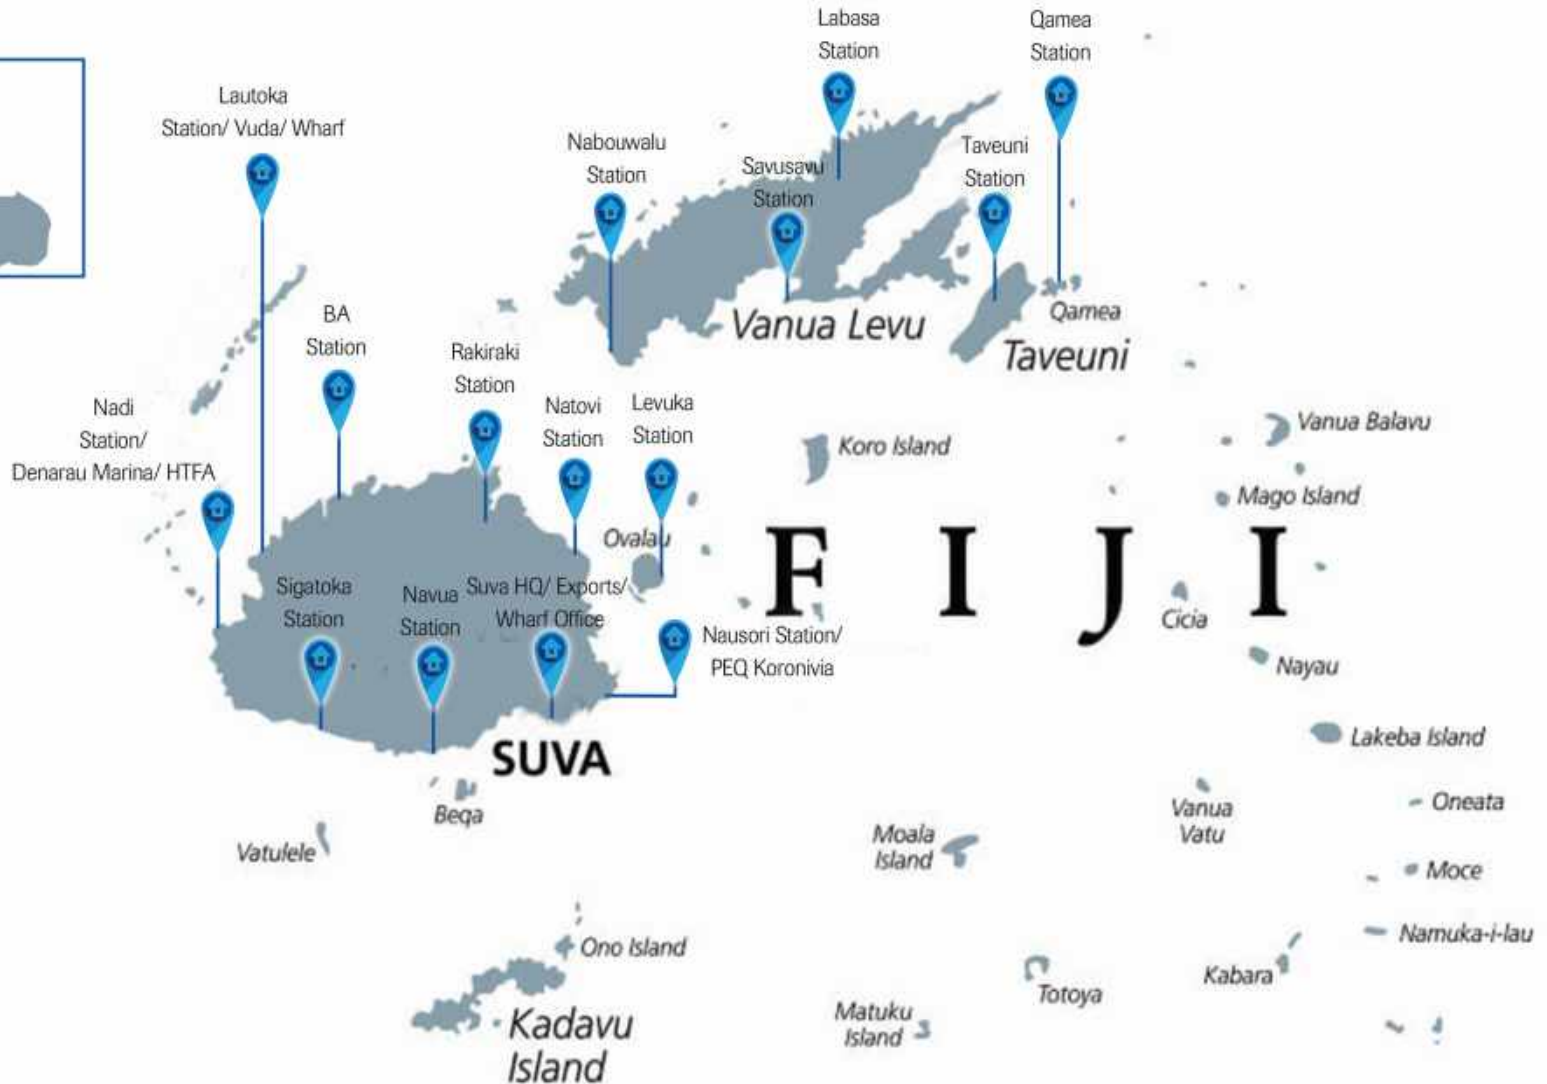 Labasa
Station
Qamea
Station
Lautoka
Station/ Vuda/ Wharf
Nabouwalu
Station
Savusavu
Station
Taveuni
Station
Qamea
Vanua Levu
Taveuni
BA
Station
Rakiraki
Station
Nadi
Station/
Denarau Marina/ HTFA
Natovi
Station
Levuka
Station
Koro Island
Vanua Balavu
Mago Island
Ovalau
F I J I
Sigatoka
Station
Navua
Station
Suva HQ/ Exports/
Wharf Office
Nausori Station/
PEQ Koronivia
Cicia
Nayau
SUVA
Lakeba Island
Beqa
Vatulele
Moala
Island
Vanua
Vatu
Oneata
Moce
Ono Island
Namuka-i-lau
Kabara
Totoya
Kadavu
Island
Matuku
Island